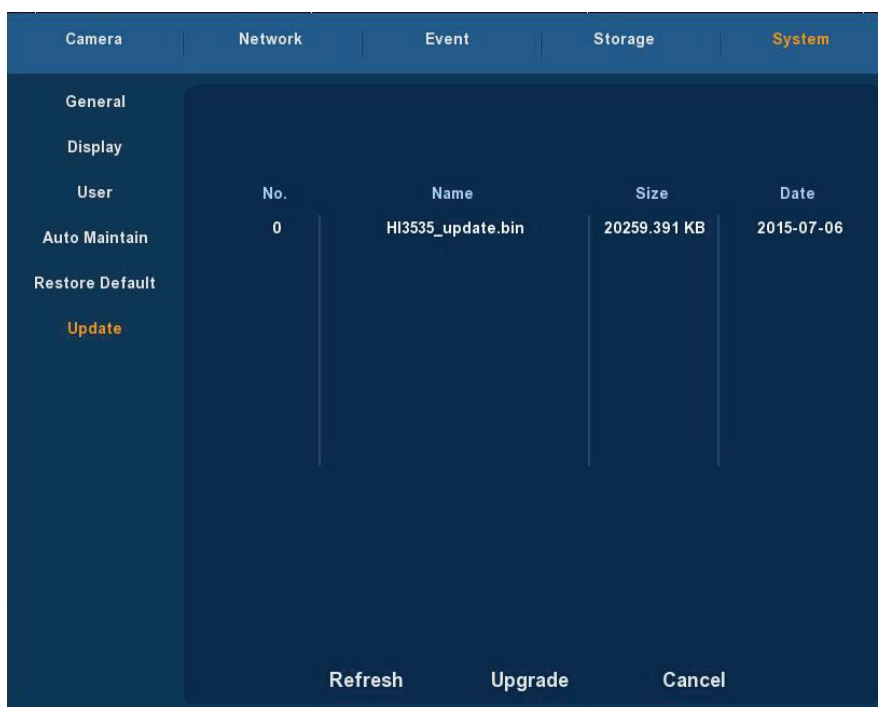 Camera Network Event Storage System
General
Display
User
Auto Maintain
Restore Default
Update
No. Name Size Date
0 HI3535_update.bin 20259.391 KB 2015-07-06
Refresh Upgrade Cancel